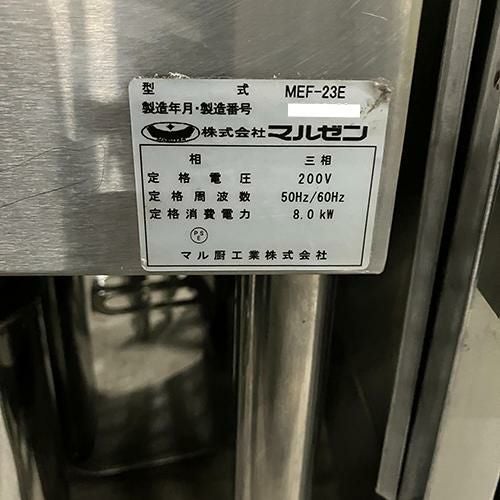 型式 MEF-23E
製造年月・製造番号
株式会社マルゼン
相 三相
定格電圧 200V
定格周波数 50Hz/60Hz
定格消費電力 8.0kW
PSE
マル厨工業株式会社